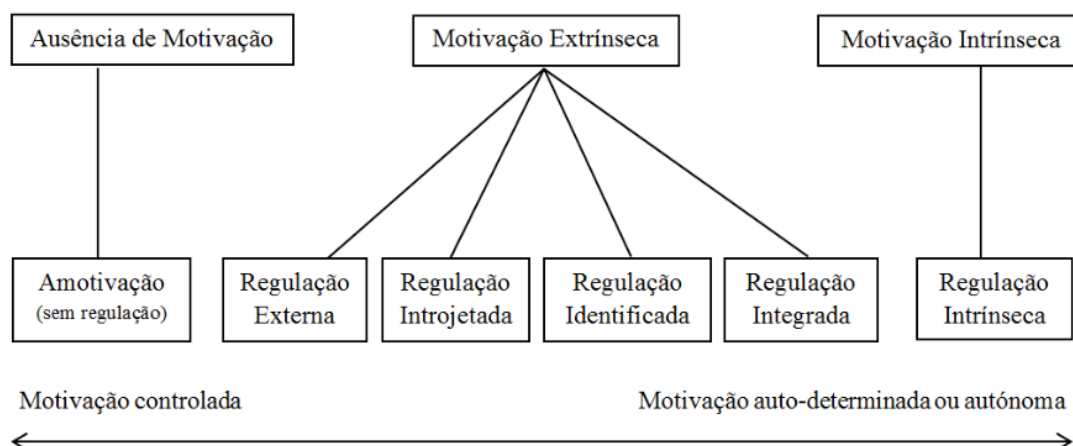 Ausência de Motivação
Motivação Extrínseca
Motivação Intrínseca
Amotivação
(sem regulação)
Regulação
Externa
Regulação
Introjetada
Regulação
Identificada
Regulação
Integrada
Regulação
Intrínseca
Motivação controlada
Motivação auto-determinada ou autónoma